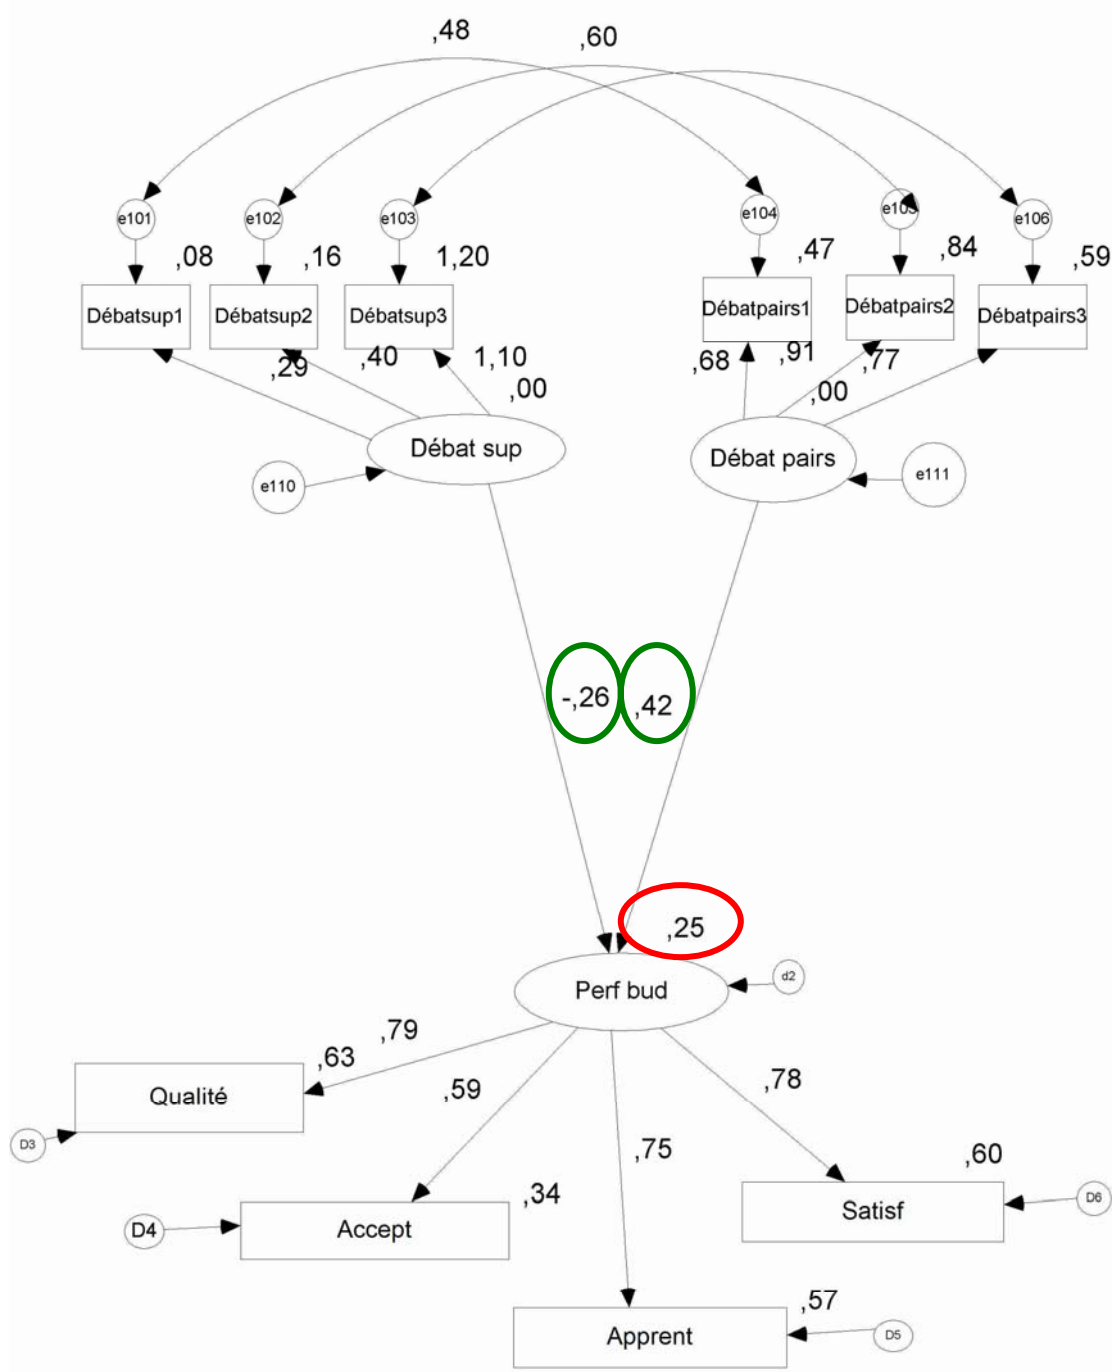 ,48
,60
e101
e102
e103
e104
e105
e106
,08
,16
1,20
,47
,84
,59
Débatsup1
Débatsup2
Débatsup3
Débatpairs1
Débatpairs2
Débatpairs3
,29
,40
1,10
,68
,91
,77
,00
,00
Débat sup
Débat pairs
e110
e111
-,26
,42
,25
Perf bud
d2
,79
,63
,59
,78
Qualité
D3
,75
,60
,34
D4
Accept
Satisf
D6
,57
Apprent
D5